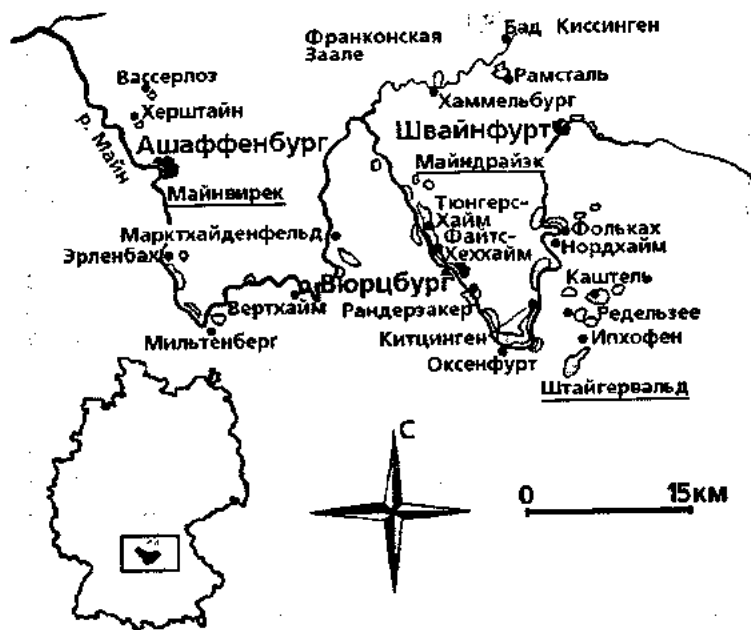 Франконская
Заале
Бад Киссинген
Рамсталь
Хаммельбург
Вассерлоз
Херштайн
р. Майн
Ашаффенбург
Швайнфурт
Майндрайэк
Майнвирек
Тюнгерс-
Хайм
Файтс-
Хеххайм
Марктхайденфельд
Эрленбах
Фольках
Нордхайм
Вюрцбург
Каштель
Вертхайм
Рандерзакер
Редельзее
Мильтенберг
Китцинген
Ипхофен
Оксенфурт
Штайгервальд
С
0
15км